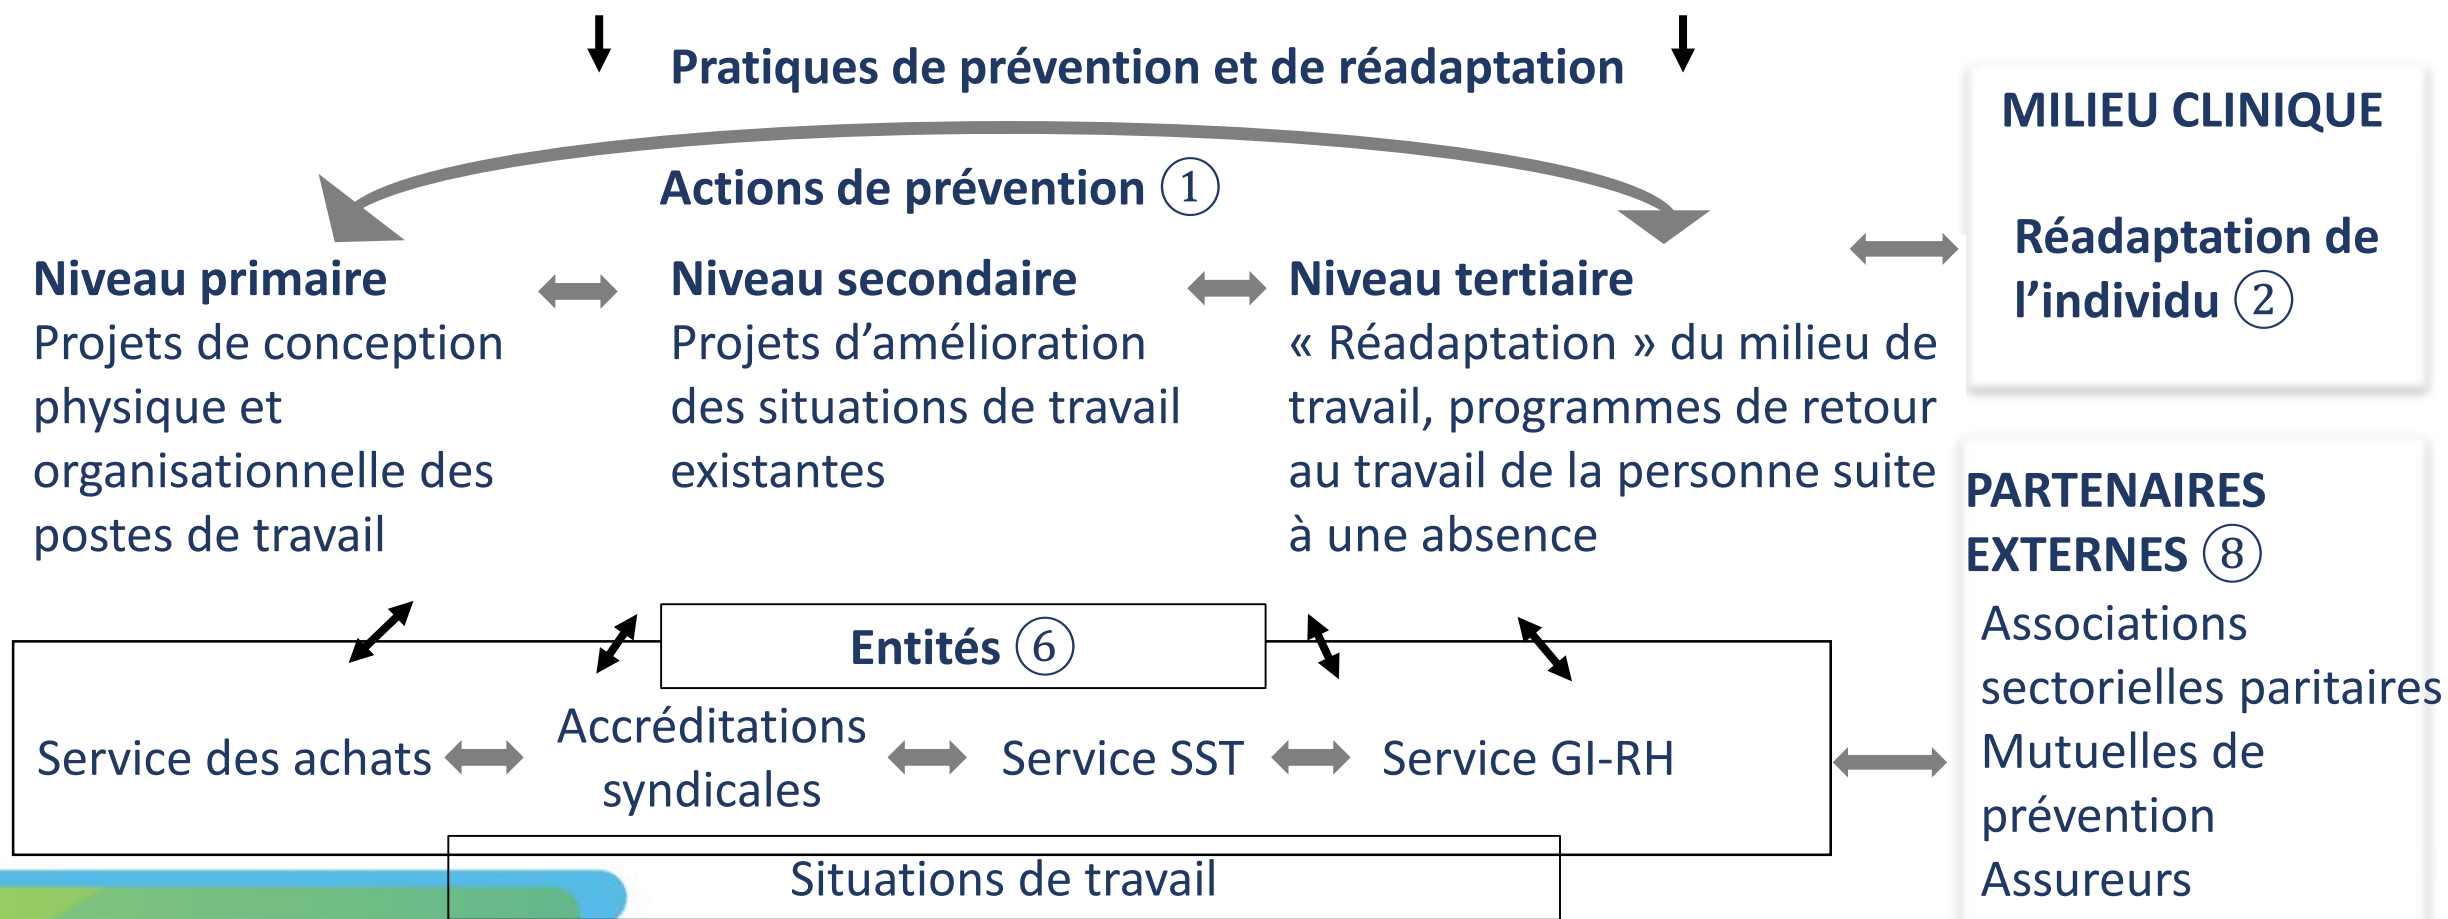 Pratiques de prévention et de réadaptation
Actions de prévention ①
Niveau primaire
Projets de conception
physique et
organisationnelle des
postes de travail
Niveau secondaire
Projets d’amélioration
des situations de travail
existantes
Niveau tertiaire
« Réadaptation » du milieu de
travail, programmes de retour
au travail de la personne suite
à une absence
MILIEU CLINIQUE
Réadaptation de
l’individu ②
PARTENAIRES
EXTERNES ⑧
Associations
sectorielles paritaires
Mutuelles de
prévention
Assureurs
Entités ⑥
Service des achats
Accréditations
syndicales
Service SST
Service GI-RH
Situations de travail